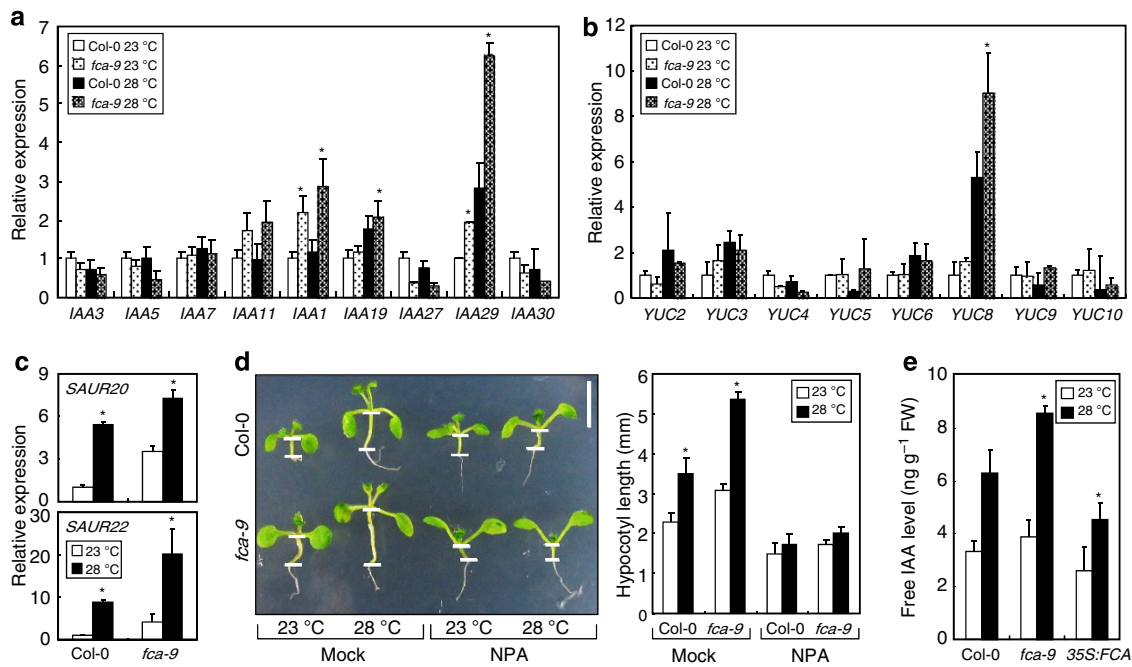 a
Relative expression
7
6
5
4
3
2
1
0
Col-0 23 °C
fca-9 23 °C
Col-0 28 °C
fca-9 28 °C
* * * * *
IAA3 IAA5 IAA7 IAA11 IAA1 IAA19 IAA27 IAA29 IAA30
b
Relative expression
12
10
8
6
4
2
0
Col-0 23 °C
fca-9 23 °C
Col-0 28 °C
fca-9 28 °C
*
YUC2 YUC3 YUC4 YUC5 YUC6 YUC8 YUC9 YUC10
c
Relative expression
9
6
3
0
SAUR20
* *
30
20
10
0
SAUR22
23 °C
28 °C
* *
Col-0 fca-9
d
Col-0
fca-9
23 °C 28 °C 23 °C 28 °C
Mock NPA
Hypocotyl length (mm)
6
5
4
3
2
1
0
23 °C
28 °C
* *
Col-0 fca-9 Col-0 fca-9
Mock NPA
e
Free IAA level (ng g⁻¹ FW)
10
8
6
4
2
0
23 °C
28 °C
* *
Col-0 fca-9 35S:FCA